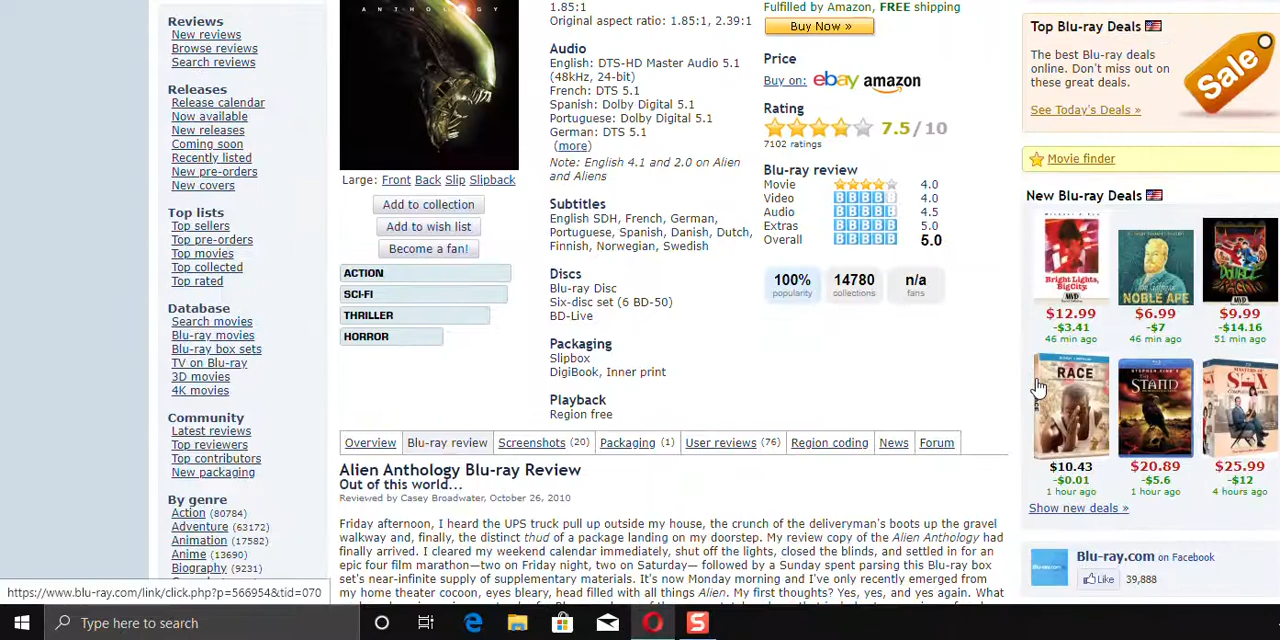 Reviews
New reviews
Browse reviews
Search reviews
Releases
Release calendar
Now available
New releases
Coming soon
Recently listed
New pre-orders
New covers
Top lists
Top sellers
Top pre-orders
Top movies
Top collected
Top rated
Database
Search movies
Blu-ray movies
Blu-ray box sets
TV on Blu-ray
3D movies
4K movies
Community
Latest reviews
Top reviewers
Top contributors
New packaging
By genre
Action (80784)
Adventure (63172)
Animation (17582)
Anime (13690)
Biography (9231)
ANTHOLOGY
Large: Front Back Slip Slipback
Add to collection
Add to wish list
Become a fan!
ACTION
SCI-FI
THRILLER
HORROR
1.85:1
Original aspect ratio: 1.85:1, 2.39:1
Audio
English: DTS-HD Master Audio 5.1
(48kHz, 24-bit)
French: DTS 5.1
Spanish: Dolby Digital 5.1
Portuguese: Dolby Digital 5.1
German: DTS 5.1
(more)
Note: English 4.1 and 2.0 on Alien
and Aliens
Subtitles
English SDH, French, German,
Portuguese, Spanish, Danish, Dutch,
Finnish, Norwegian, Swedish
Discs
Blu-ray Disc
Six-disc set (6 BD-50)
BD-Live
Packaging
Slipbox
DigiBook, Inner print
Playback
Region free
Fulfilled by Amazon, FREE shipping
Buy Now »
Price
Buy on: ebay amazon
Rating
7.5 / 10
7102 ratings
Blu-ray review
Movie 4.0
Video 4.0
Audio 4.5
Extras 5.0
Overall 5.0
100% 14780 n/a
popularity collections fans
Overview Blu-ray review Screenshots (20) Packaging (1) User reviews (76) Region coding News Forum
Alien Anthology Blu-ray Review
Out of this world...
Reviewed by Casey Broadwater, October 26, 2010
Friday afternoon, I heard the UPS truck pull up outside my house, the crunch of the deliveryman's boots up the gravel
walkway and, finally, the distinct thud of a package landing on my doorstep. My review copy of the Alien Anthology had
finally arrived. I cleared my weekend calendar immediately, shut off the lights, closed the blinds, and settled in for an
epic four film marathon—two on Friday night, two on Saturday— followed by a Sunday spent parsing this Blu-ray box
set's near-infinite supply of supplementary materials. It's now Monday morning and I've only recently emerged from
my home theater cocoon, eyes bleary, head filled with all things Alien. My first thoughts? Yes, yes, and yes again. What
Top Blu-ray Deals
The best Blu-ray deals
online. Don't miss out on
these great deals.
See Today's Deals »
Sale
Movie finder
New Blu-ray Deals
Bright Lights,
Big City.
MVD
NOBLE APE
DOUBLE
MVD
$12.99 $6.99 $9.99
-$3.41 -$7 -$14.16
46 min ago 46 min ago 51 min ago
RACE
STEPHEN KING'S
THE STAND
MASTERS OF
SEX
$10.43 $20.89 $25.99
-$0.01 -$5.6 -$12
1 hour ago 1 hour ago 4 hours ago
Show new deals »
Blu-ray.com on Facebook
Like 39,888
https://www.blu-ray.com/link/click.php?p=566954&tid=070
Type here to search